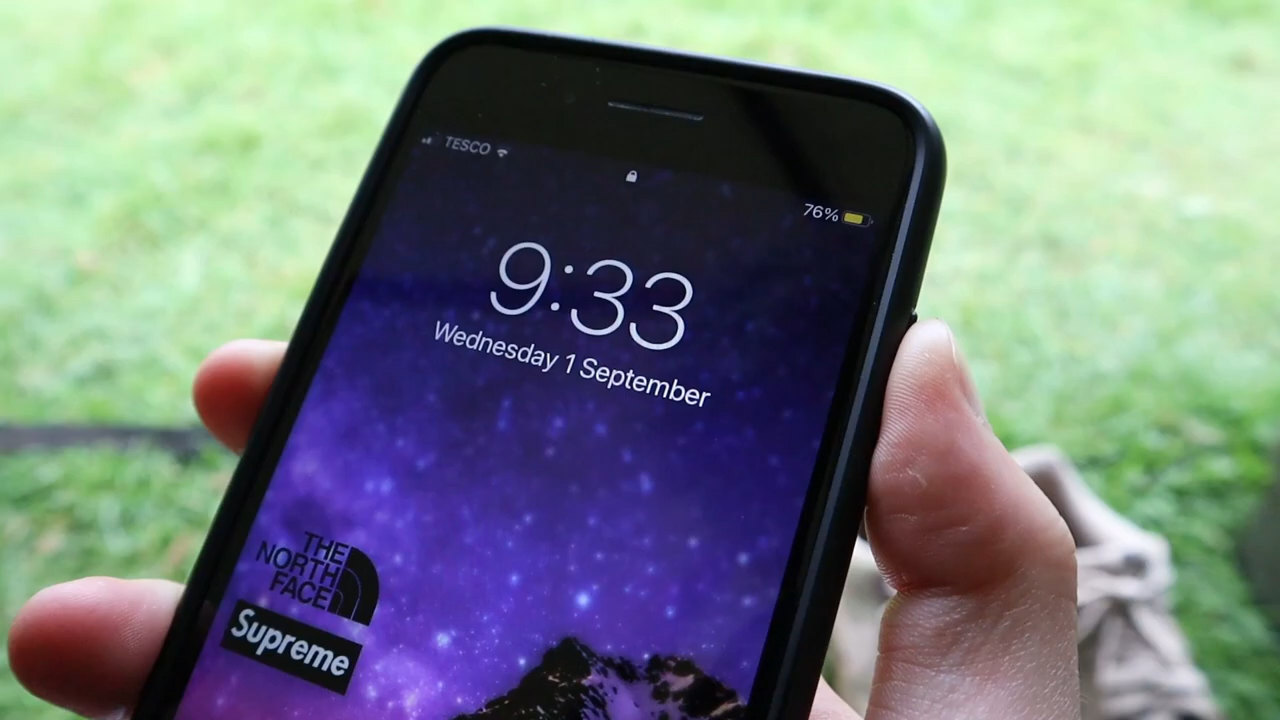 TESCO
76%
9:33
Wednesday 1 September
THE
NORTH
FACE
Supreme